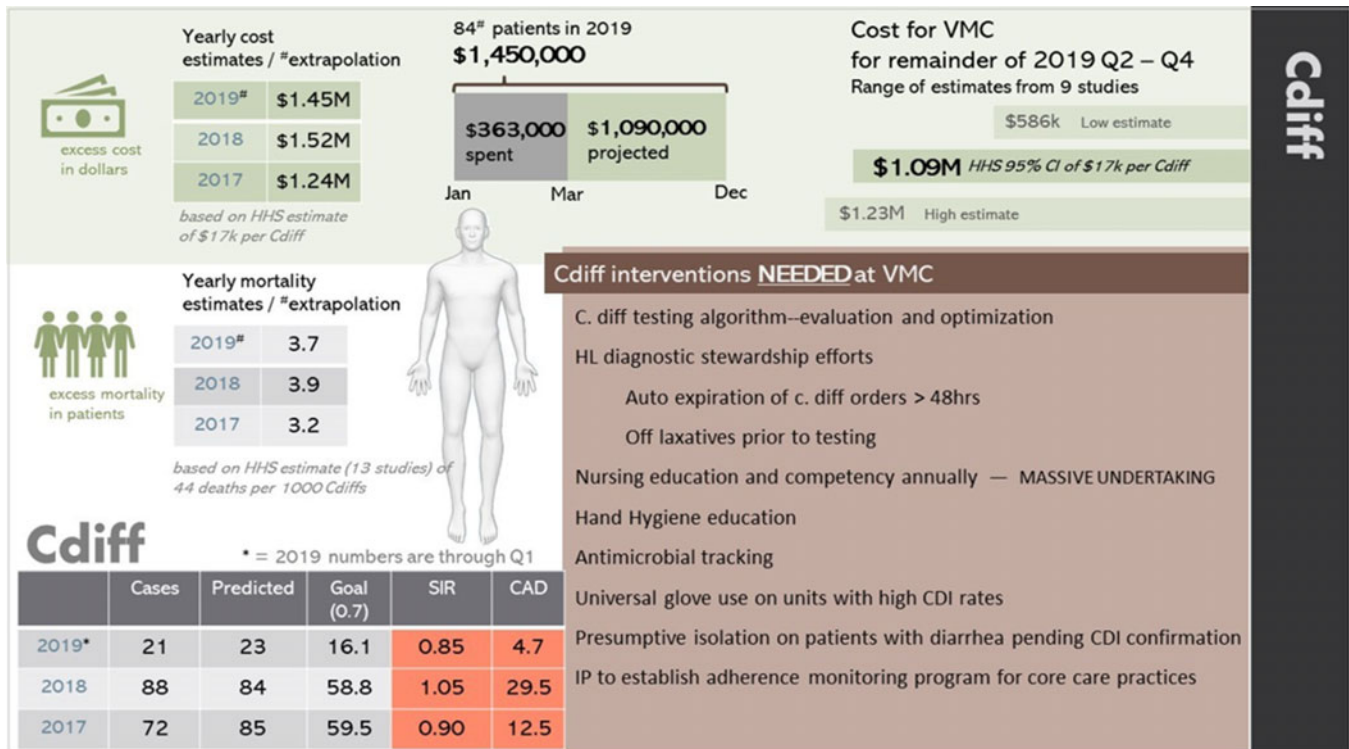 Yearly cost
estimates / #extrapolation
2019# $1.45M
2018 $1.52M
2017 $1.24M
based on HHS estimate
of $17k per Cdiff
excess cost
in dollars
84# patients in 2019
$1,450,000
$363,000 spent
$1,090,000 projected
Jan Mar Dec
Cost for VMC
for remainder of 2019 Q2 – Q4
Range of estimates from 9 studies
$586k Low estimate
$1.09M HHS 95% CI of $17k per Cdiff
$1.23M High estimate
Cdiff
Yearly mortality
estimates / #extrapolation
2019# 3.7
2018 3.9
2017 3.2
excess mortality
in patients
based on HHS estimate (13 studies) of
44 deaths per 1000 Cdiffs
Cdiff interventions NEEDED at VMC
C. diff testing algorithm--evaluation and optimization
HL diagnostic stewardship efforts
Auto expiration of c. diff orders > 48hrs
Off laxatives prior to testing
Nursing education and competency annually — MASSIVE UNDERTAKING
Hand Hygiene education
Antimicrobial tracking
Universal glove use on units with high CDI rates
Presumptive isolation on patients with diarrhea pending CDI confirmation
IP to establish adherence monitoring program for core care practices
Cdiff
* = 2019 numbers are through Q1
Cases Predicted Goal (0.7) SIR CAD
2019* 21 23 16.1 0.85 4.7
2018 88 84 58.8 1.05 29.5
2017 72 85 59.5 0.90 12.5